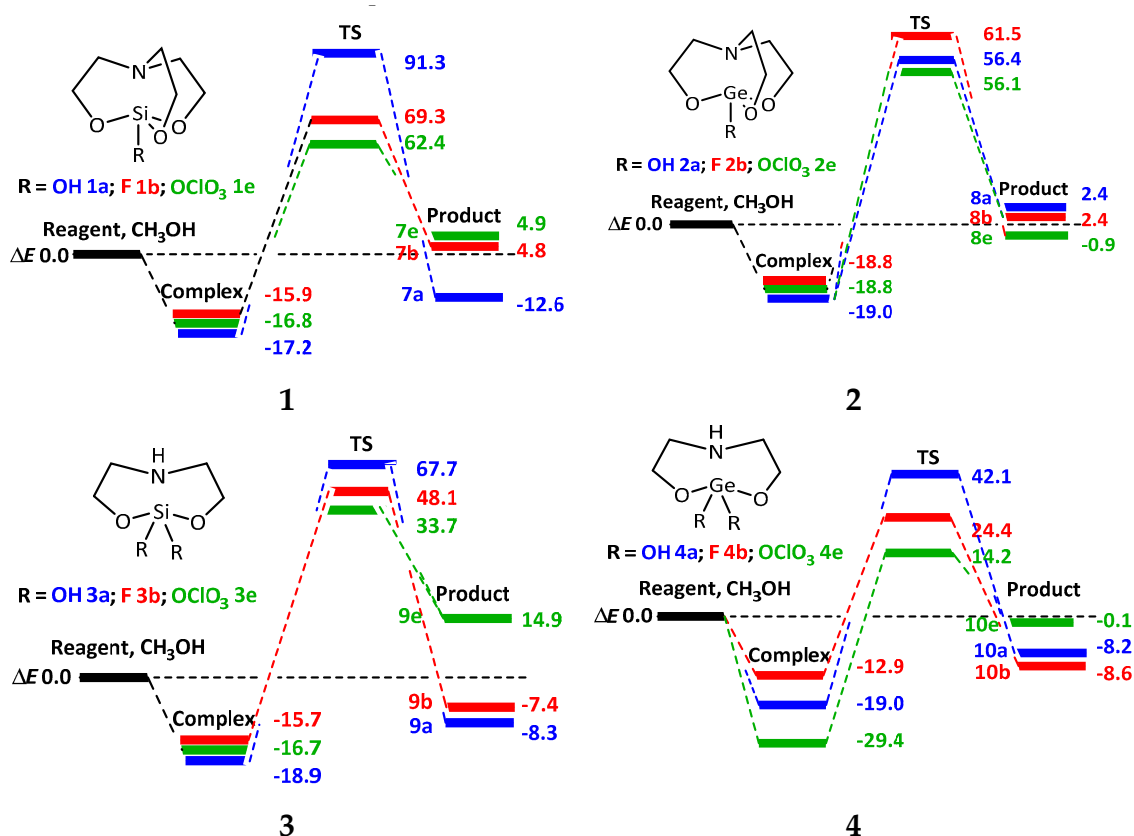 TS
91.3
69.3
62.4
N
Si
O
O
O
R
R = OH 1a; F 1b; OClO₃ 1e
Reagent, CH₃OH
ΔE 0.0
Complex
-15.9
-16.8
-17.2
Product
7e 4.9
7b 4.8
7a -12.6
1
TS
61.5
56.4
56.1
N
Ge
O
O
O
R
R = OH 2a; F 2b; OClO₃ 2e
Reagent, CH₃OH
ΔE 0.0
Complex
-18.8
-18.8
-19.0
Product
8a 2.4
8b 2.4
8e -0.9
2
TS
67.7
48.1
33.7
H
N
O Si O
R R
R = OH 3a; F 3b; OClO₃ 3e
Reagent, CH₃OH
ΔE 0.0
Complex
-15.7
-16.7
-18.9
Product
9e 14.9
9b -7.4
9a -8.3
3
TS
42.1
24.4
14.2
H
N
O Ge O
R R
R = OH 4a; F 4b; OClO₃ 4e
Reagent, CH₃OH
ΔE 0.0
Complex
-12.9
-19.0
-29.4
Product
10e -0.1
10a -8.2
10b -8.6
4